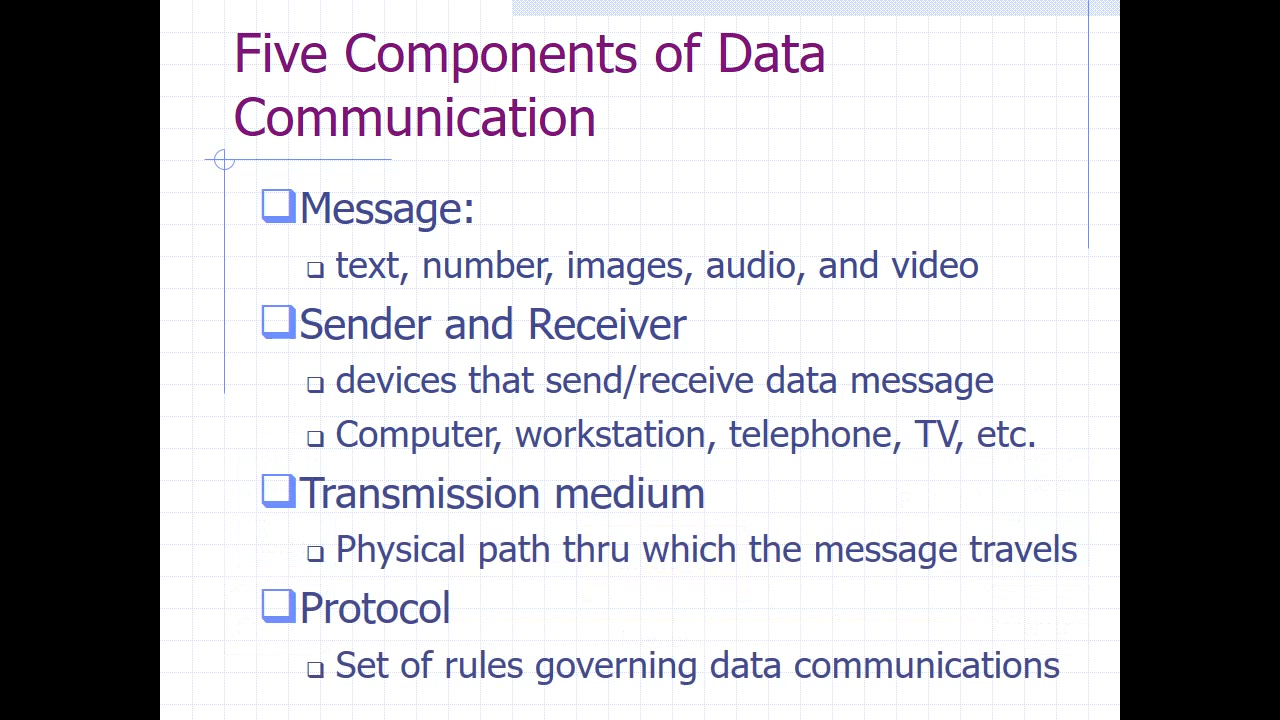 Five Components of Data
Communication
Message:
text, number, images, audio, and video
Sender and Receiver
devices that send/receive data message
Computer, workstation, telephone, TV, etc.
Transmission medium
Physical path thru which the message travels
Protocol
Set of rules governing data communications